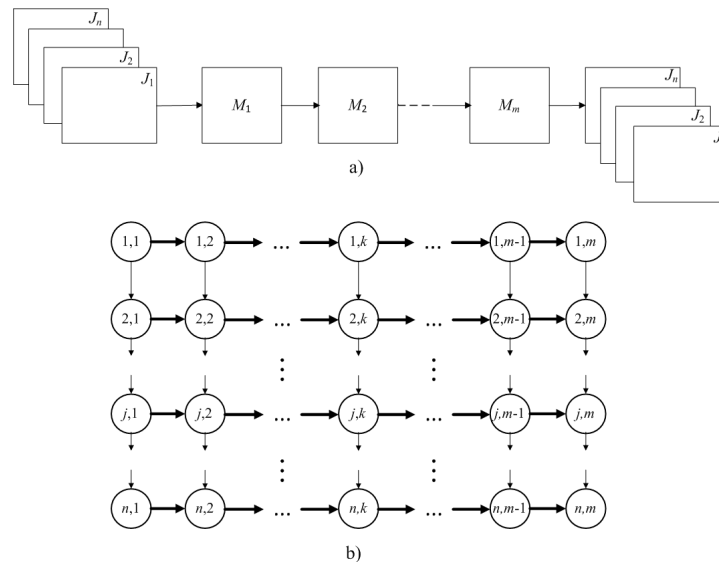 Jₙ
J₂
J₁
M₁
M₂
Mₘ
Jₙ
J₂
J
a)
1,1 1,2 ... 1,k ... 1,m-1 1,m
2,1 2,2 ... 2,k ... 2,m-1 2,m
j,1 j,2 ... j,k ... j,m-1 j,m
n,1 n,2 ... n,k ... n,m-1 n,m
b)